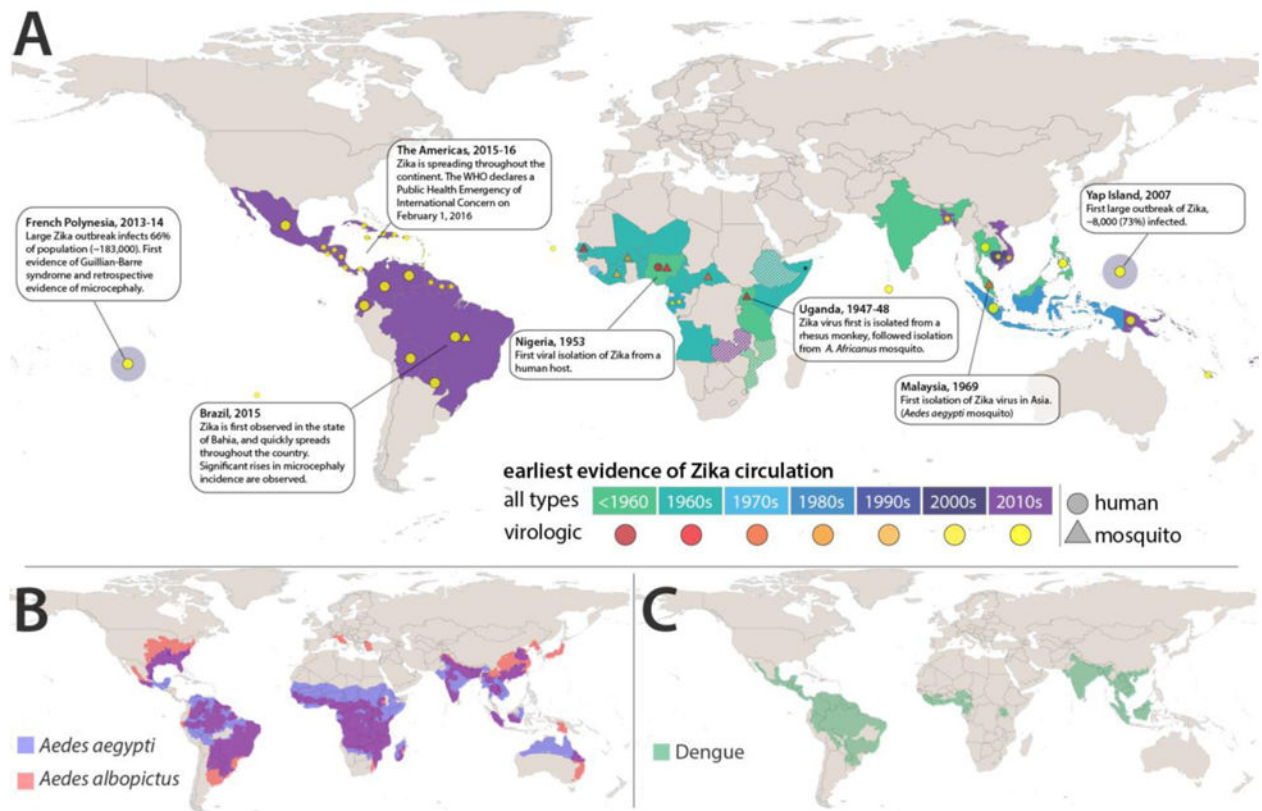 A
The Americas, 2015-16
Zika is spreading throughout the
continent. The WHO declares a
Public Health Emergency of
International Concern on
February 1, 2016
French Polynesia, 2013-14
Large Zika outbreak infects 66%
of population (~183,000). First
evidence of Guillian-Barre
syndrome and retrospective
evidence of microcephaly.
Yap Island, 2007
First large outbreak of Zika,
~8,000 (73%) infected.
Nigeria, 1953
First viral isolation of Zika from a
human host.
Uganda, 1947-48
Zika virus first is isolated from a
rhesus monkey, followed isolation
from A. Africanus mosquito.
Malaysia, 1969
First isolation of Zika virus in Asia.
(Aedes aegypti mosquito)
Brazil, 2015
Zika is first observed in the state
of Bahia, and quickly spreads
throughout the country.
Significant rises in microcephaly
incidence are observed.
earliest evidence of Zika circulation
all types <1960 1960s 1970s 1980s 1990s 2000s 2010s human
virologic mosquito
B
Aedes aegypti
Aedes albopictus
C
Dengue